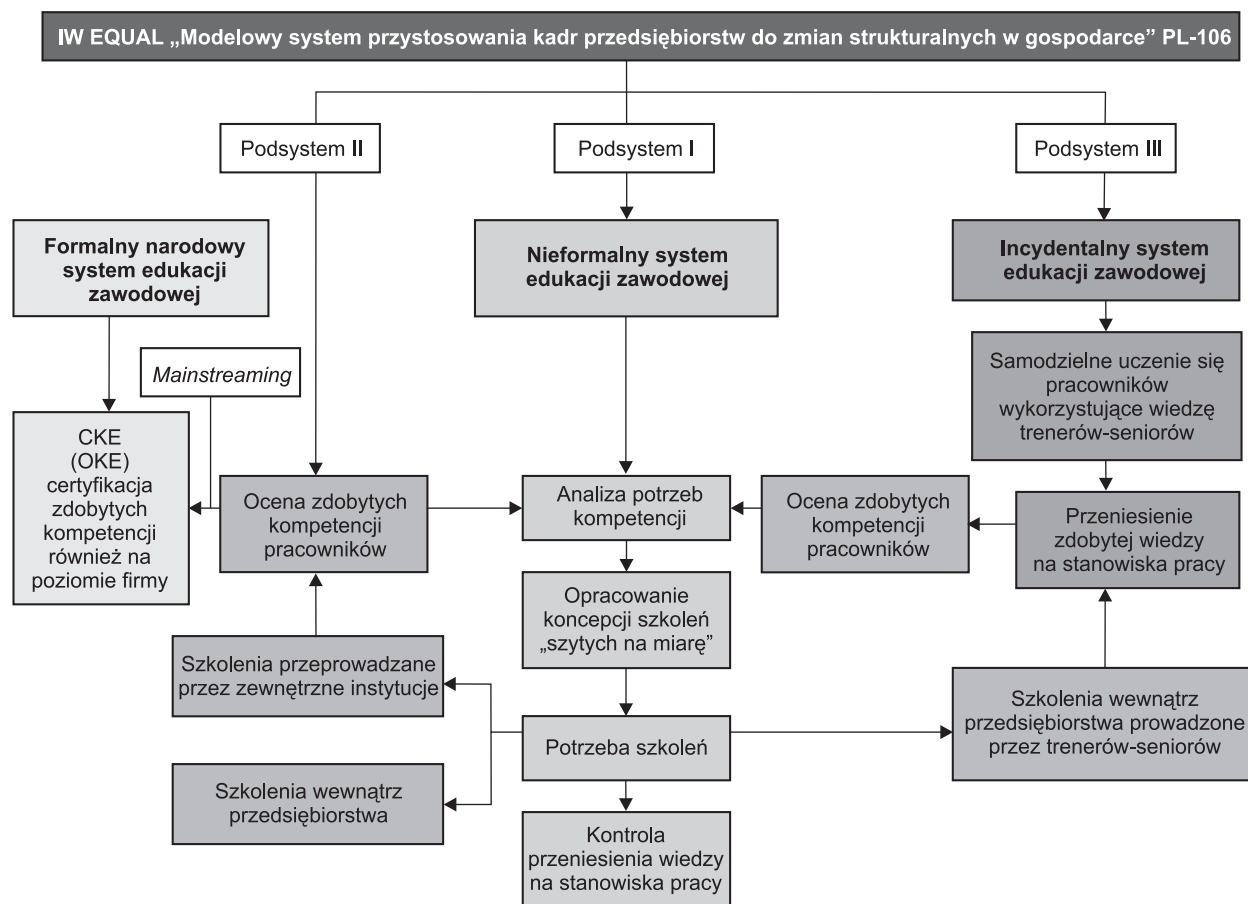 IW EQUAL „Modelowy system przystosowania kadr przedsiębiorstw do zmian strukturalnych w gospodarce” PL-106
Podsystem II
Podsystem I
Podsystem III
Formalny narodowy
system edukacji
zawodowej
Nieformalny system
edukacji zawodowej
Incydentalny system
edukacji zawodowej
Mainstreaming
Samodzielne uczenie się
pracowników
wykorzystujące wiedzę
trenerów-seniorów
CKE
(OKE)
certyfikacja
zdobytych
kompetencji
również na
poziomie firmy
Ocena zdobytych
kompetencji
pracowników
Analiza potrzeb
kompetencji
Ocena zdobytych
kompetencji
pracowników
Przeniesienie
zdobytej wiedzy
na stanowiska pracy
Opracowanie
koncepcji szkoleń
„szytych na miarę”
Szkolenia przeprowadzane
przez zewnętrzne instytucje
Potrzeba szkoleń
Szkolenia wewnątrz
przedsiębiorstwa prowadzone
przez trenerów-seniorów
Szkolenia wewnątrz
przedsiębiorstwa
Kontrola
przeniesienia wiedzy
na stanowiska pracy